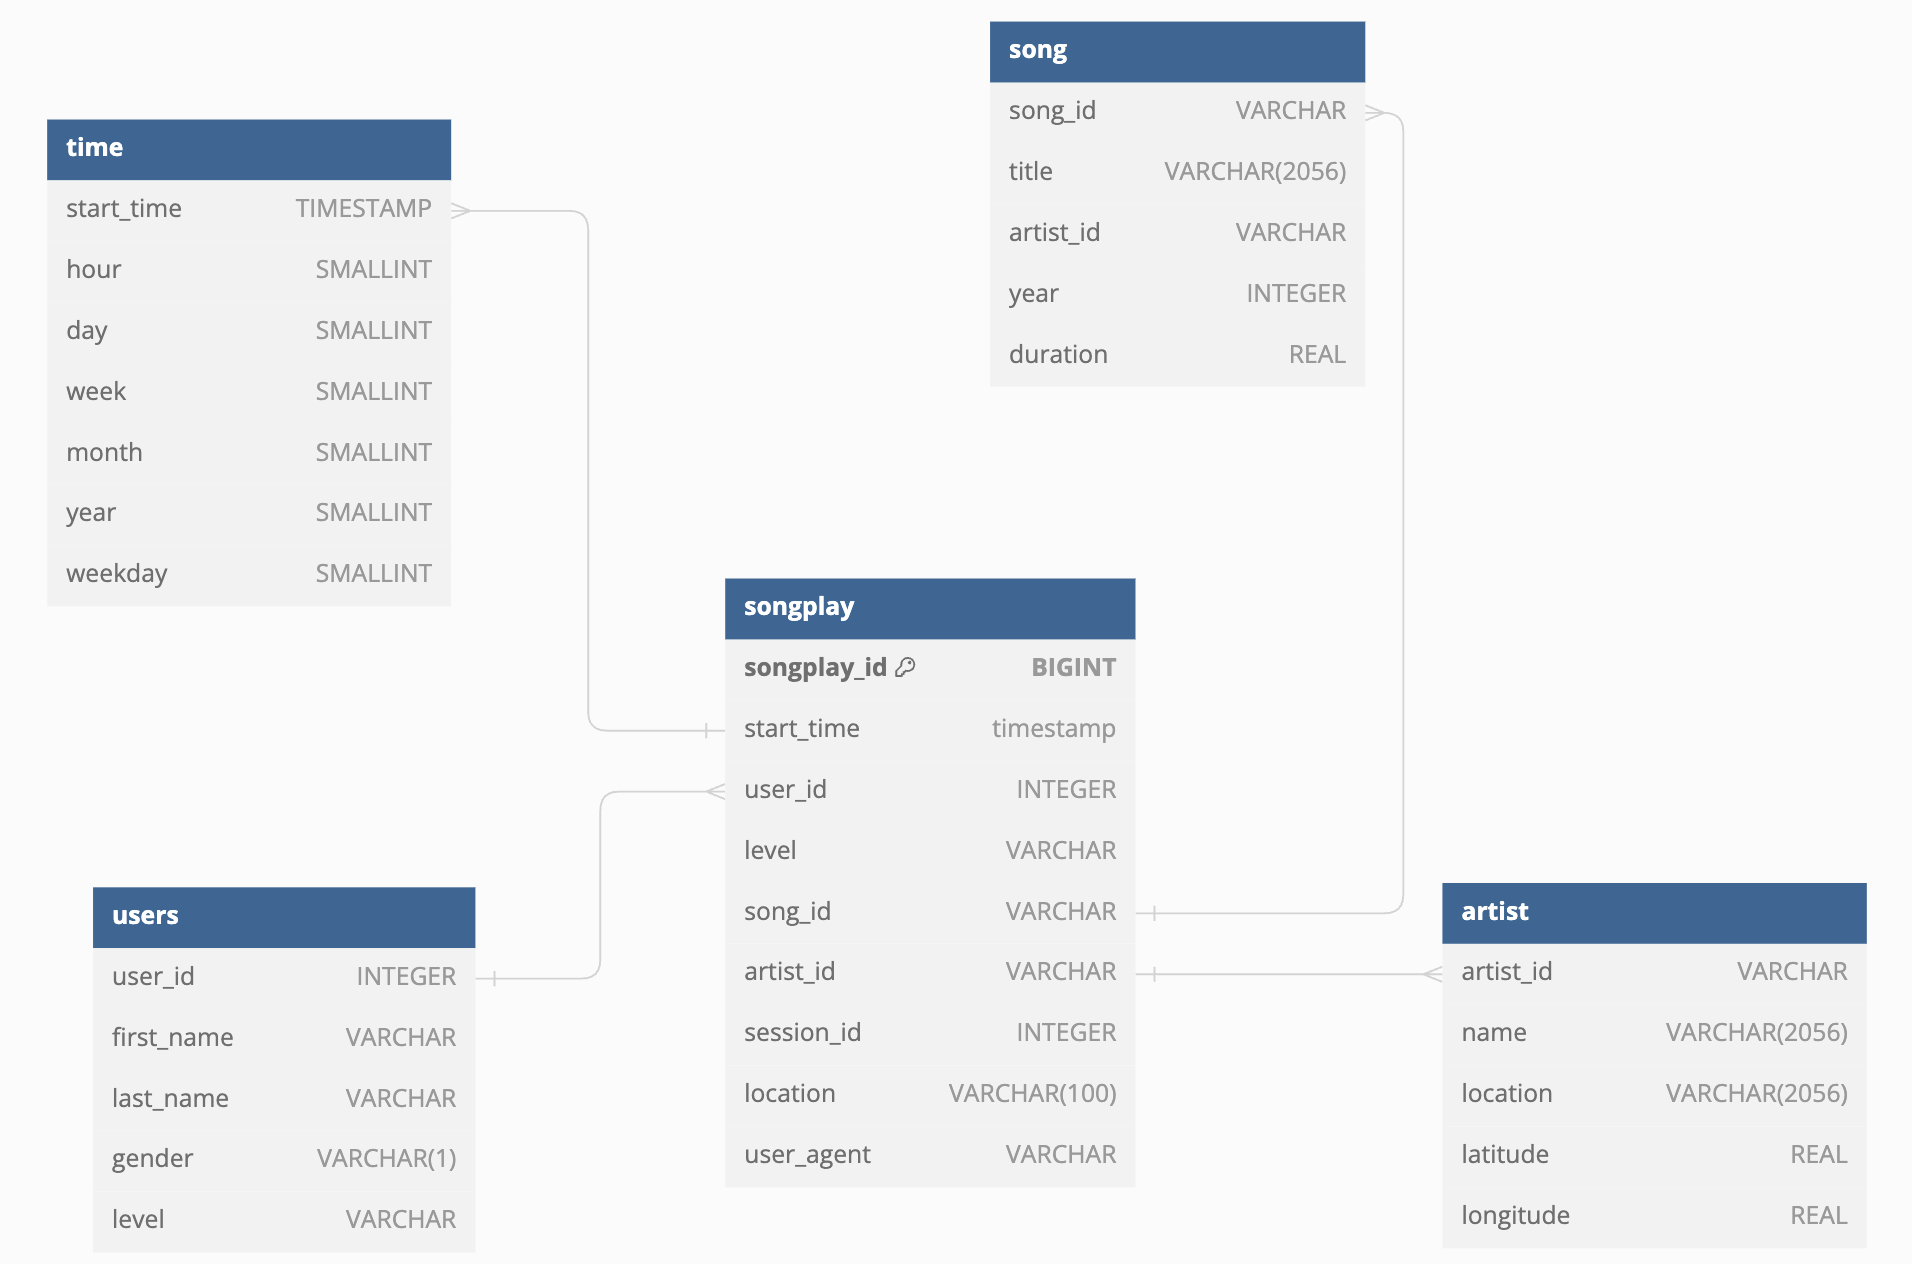 time
start_time TIMESTAMP
hour SMALLINT
day SMALLINT
week SMALLINT
month SMALLINT
year SMALLINT
weekday SMALLINT
song
song_id VARCHAR
title VARCHAR(2056)
artist_id VARCHAR
year INTEGER
duration REAL
songplay
songplay_id BIGINT
start_time timestamp
user_id INTEGER
level VARCHAR
song_id VARCHAR
artist_id VARCHAR
session_id INTEGER
location VARCHAR(100)
user_agent VARCHAR
users
user_id INTEGER
first_name VARCHAR
last_name VARCHAR
gender VARCHAR(1)
level VARCHAR
artist
artist_id VARCHAR
name VARCHAR(2056)
location VARCHAR(2056)
latitude REAL
longitude REAL